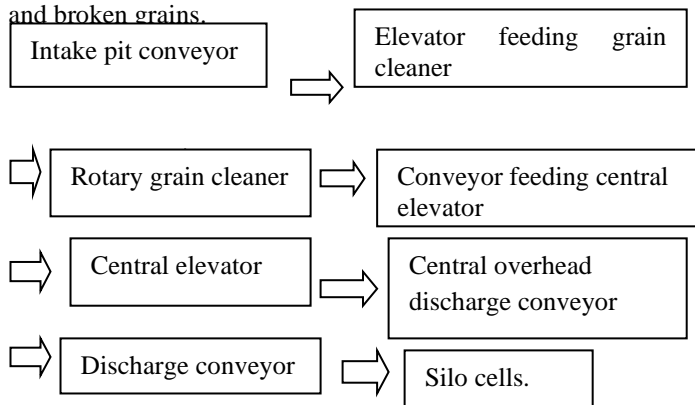 and broken grains.
Intake pit conveyor
Elevator feeding grain
cleaner
Rotary grain cleaner
Conveyor feeding central
elevator
Central elevator
Central overhead
discharge conveyor
Discharge conveyor
Silo cells.